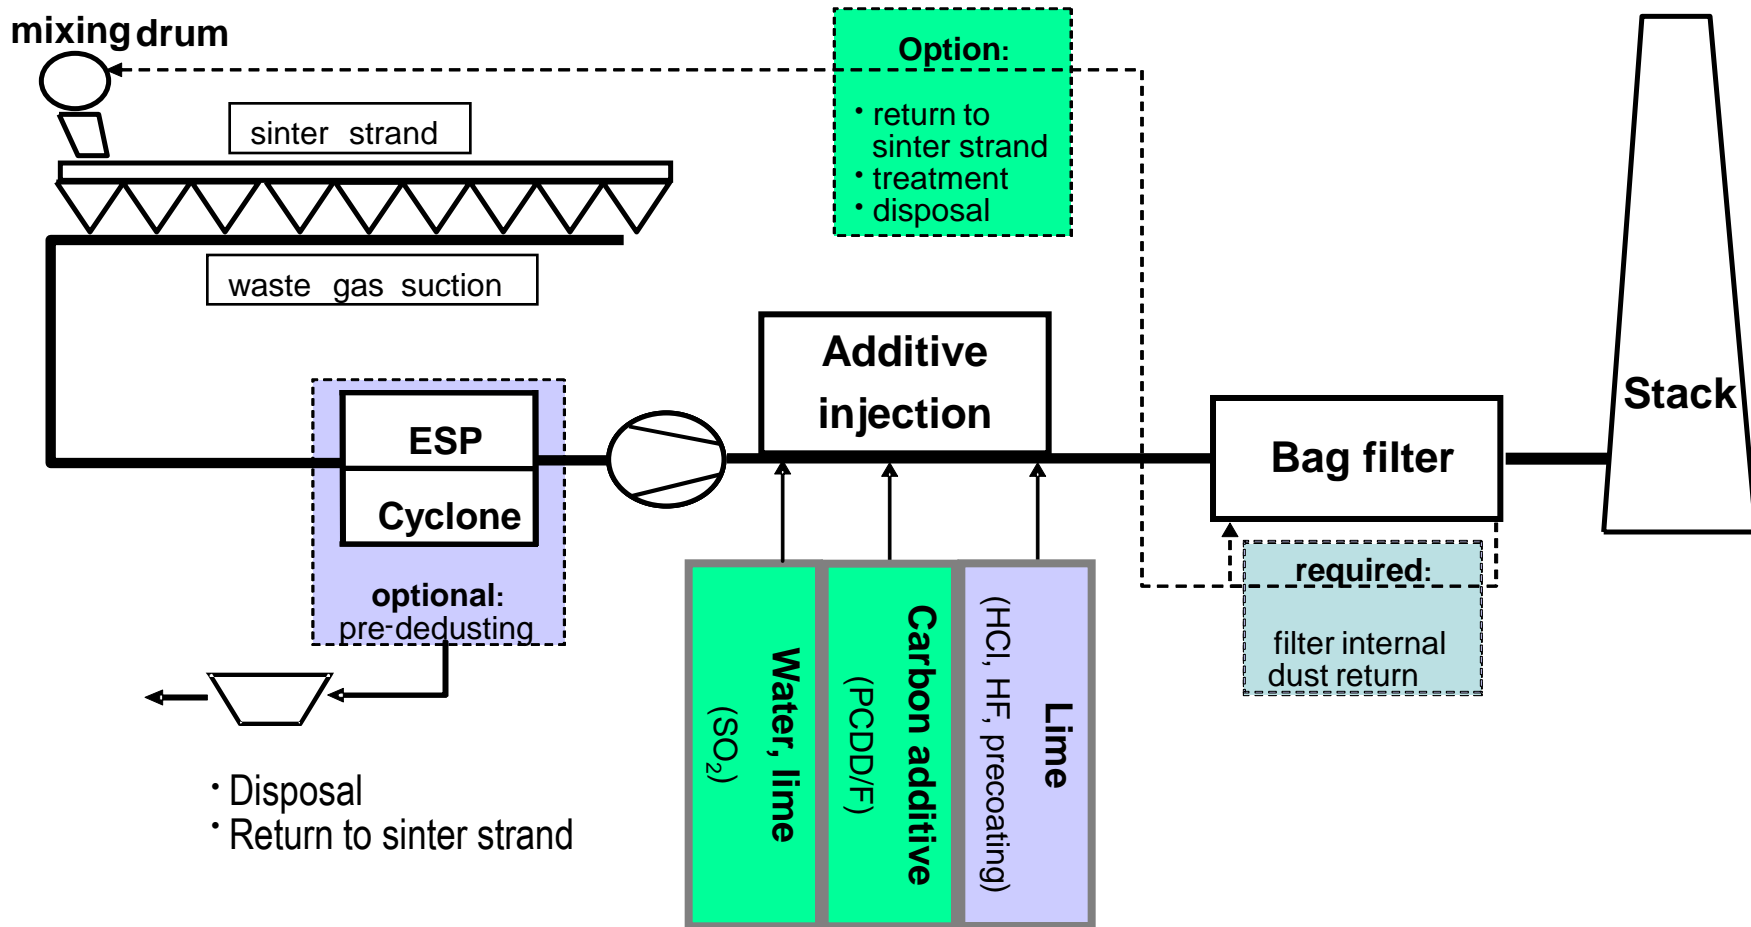 mixing drum
Option:
• return to
sinter strand
• treatment
• disposal
sinter strand
waste gas suction
Additive
injection
ESP
Cyclone
optional:
pre-dedusting
Bag filter
Stack
required:
filter internal
dust return
Water, lime
(SO₂)
Carbon additive
(PCDD/F)
Lime
(HCl, HF, precoating)
• Disposal
• Return to sinter strand